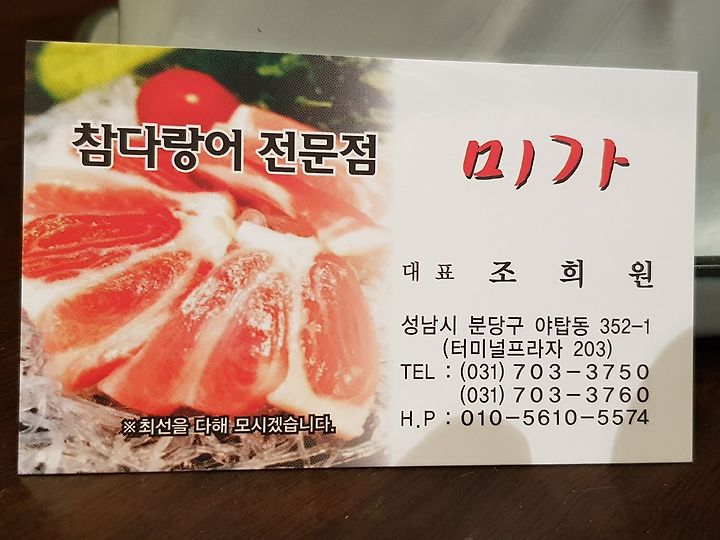 참다랑어 전문점
※최선을 다해 모시겠습니다.
미가
대 표 조 희 원
성남시 분당구 야탑동 352-1
(터미널프라자 203)
TEL : (031) 703-3750
(031) 703-3760
H.P : 010-5610-5574